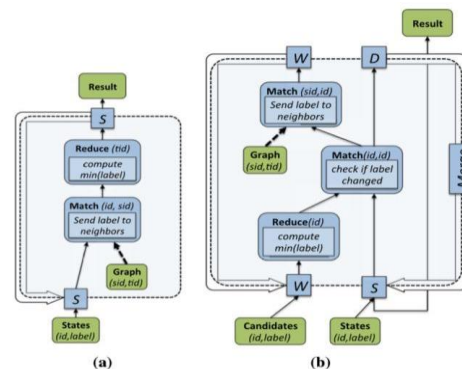 Result
S
Reduce (tid)
compute
min(label)
Match (id, sid)
Send label to
neighbors
Graph
(sid,tid)
S
States
(id,label)
(a)
Result
W
D
Match (sid,id)
Send label to
neighbors
Graph
(sid,tid)
Match(id,id)
check if label
changed
Merge
Reduce(id)
compute
min(label)
W
S
Candidates
(id,label)
States
(id,label)
(b)